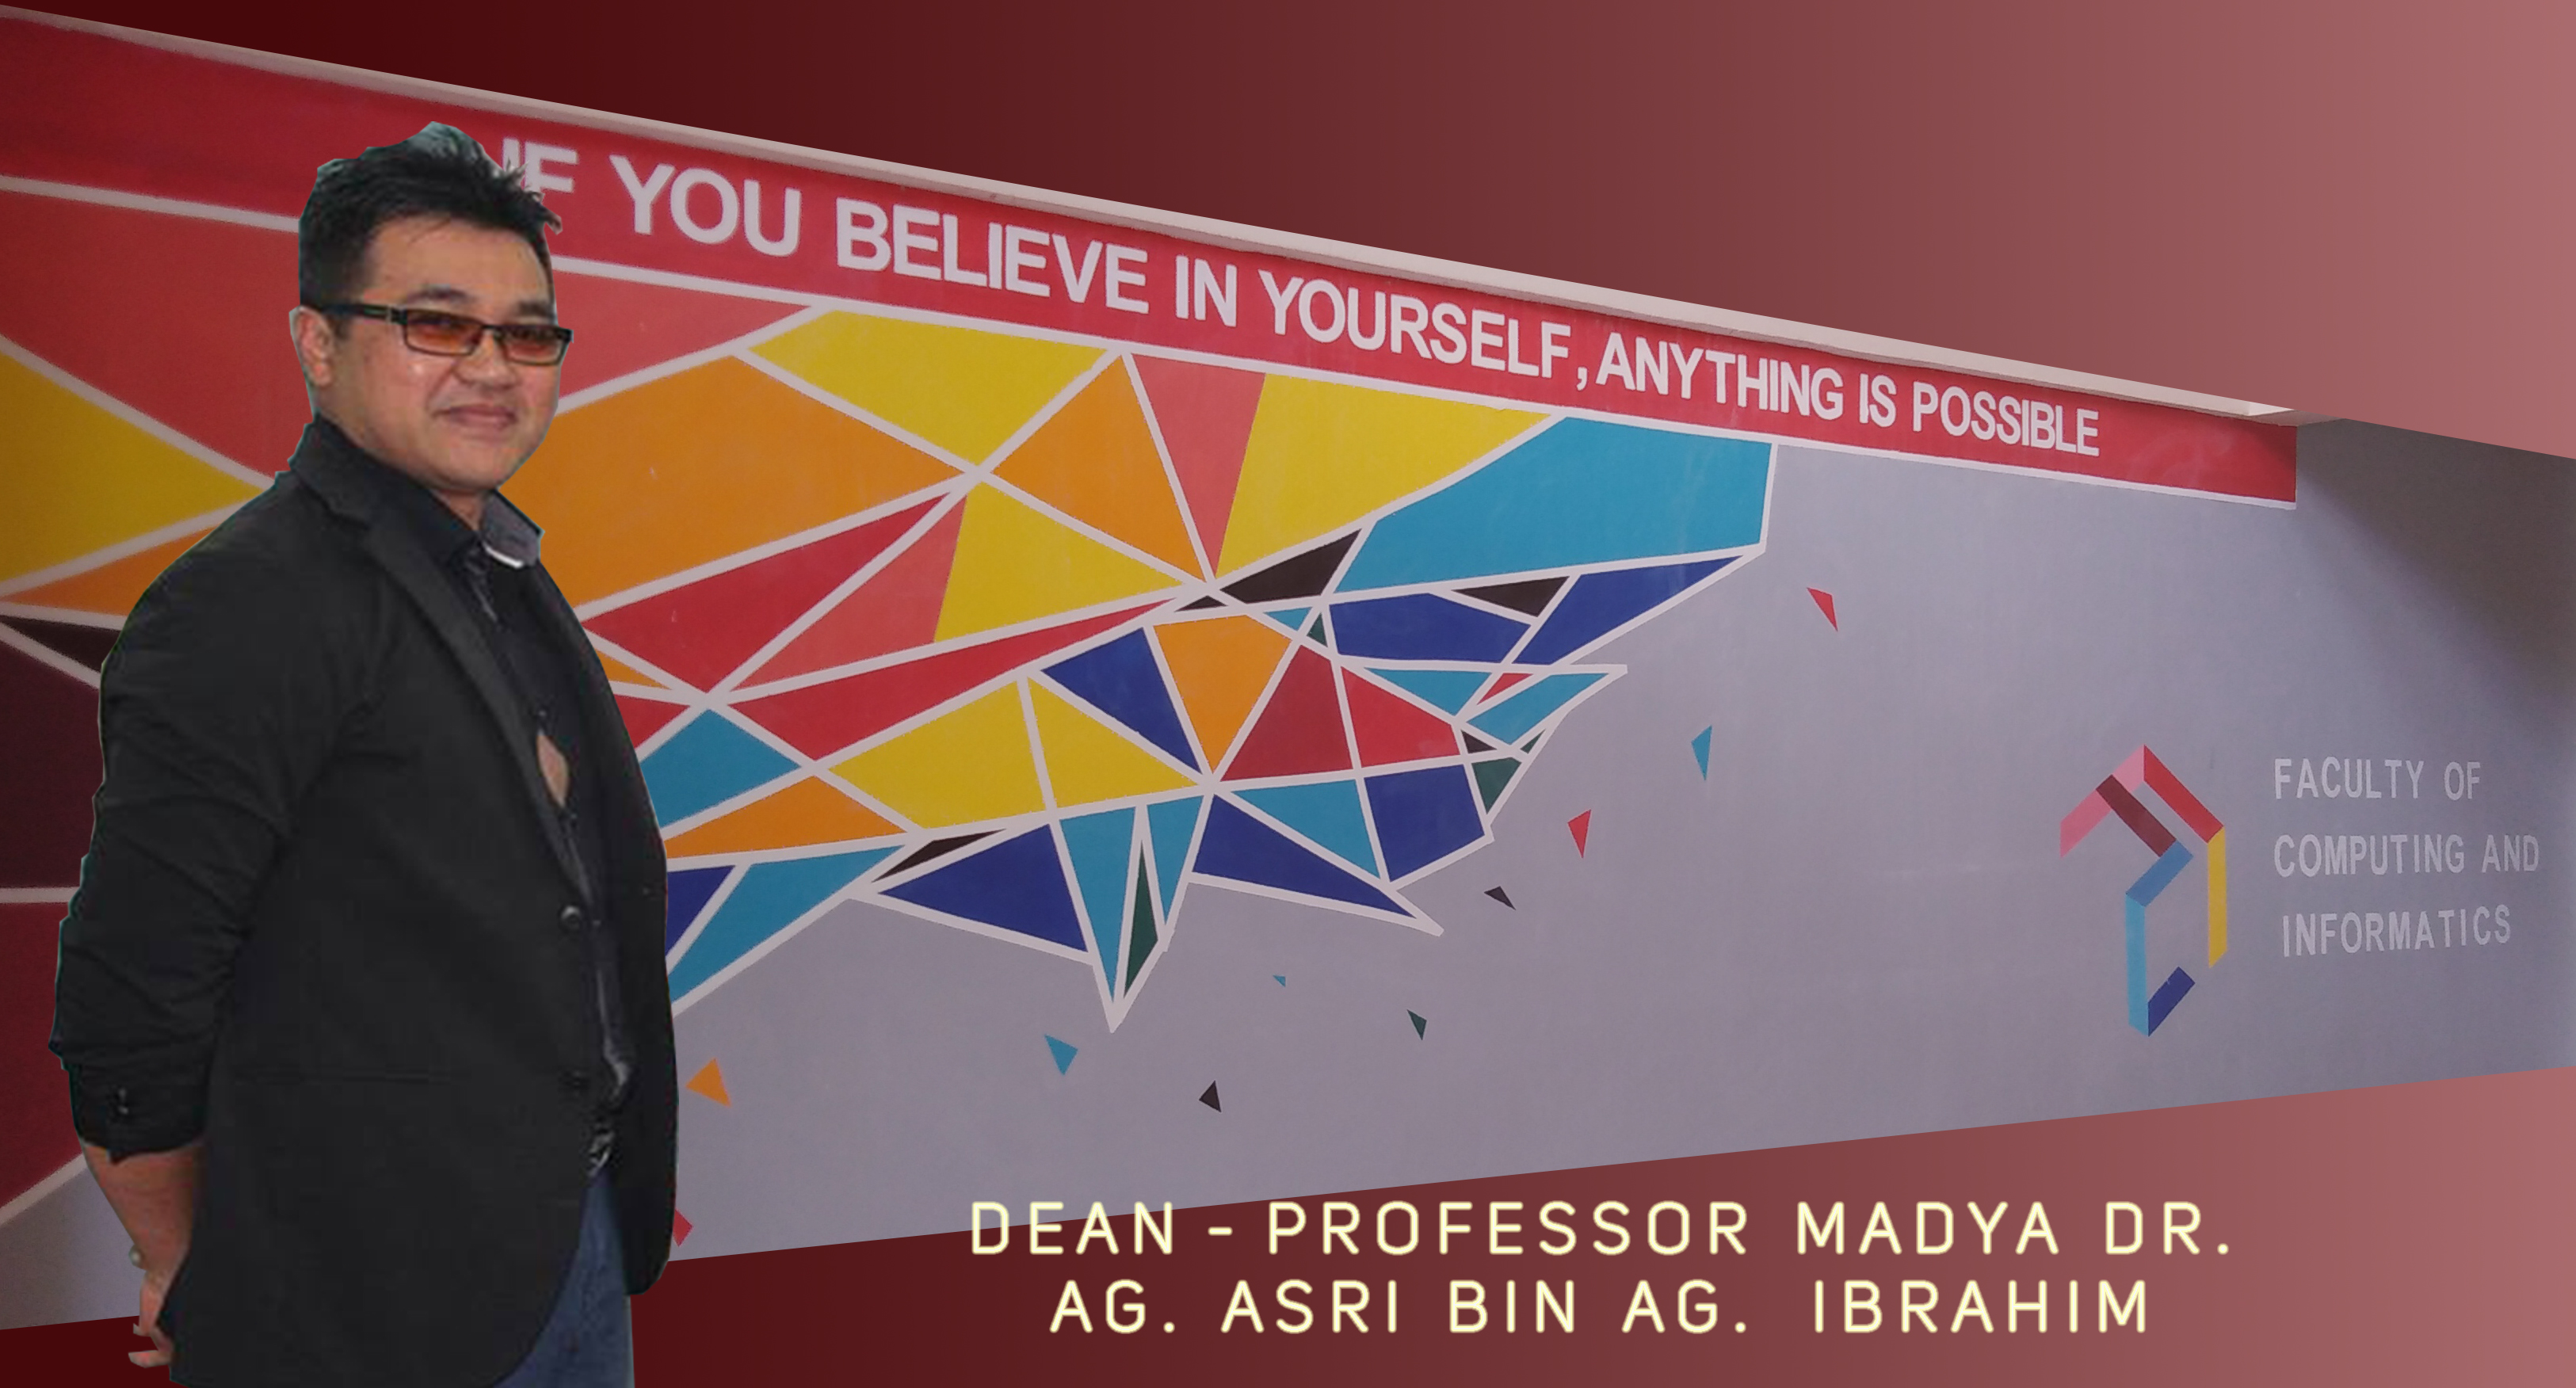 IF YOU BELIEVE IN YOURSELF, ANYTHING IS POSSIBLE
FACULTY OF
COMPUTING AND
INFORMATICS
DEAN - PROFESSOR MADYA DR.
AG. ASRI BIN AG. IBRAHIM